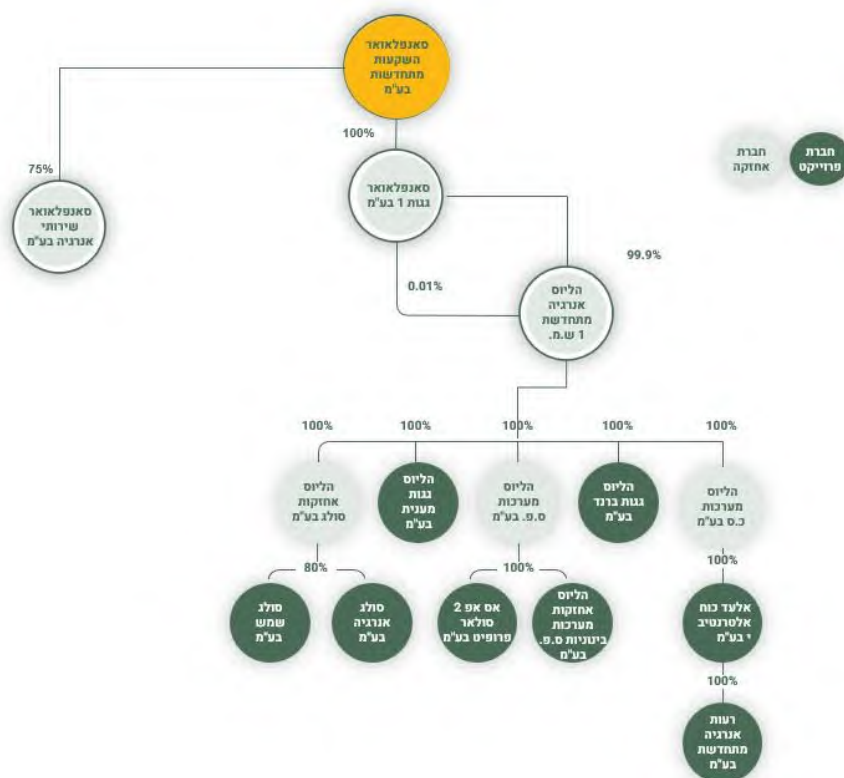 סאנפלאואר
השקעות
מתחדשות
בע"מ
100%
75%
חברת
פרוייקט
חברת
אחזקה
סאנפלאואר
גגות 1 בע"מ
סאנפלאואר
שירותי
אנרגיה בע"מ
99.9%
0.01%
הליוס
אנרגיה
מתחדשת
1 ש.מ.
100%
100%
100%
100%
100%
הליוס
מערכות
כ.ס בע"מ
הליוס
גגות ברנד
בע"מ
הליוס
מערכות
ס.פ. בע"מ
הליוס
גגות
מענית
בע"מ
הליוס
אחזקות
סולג בע"מ
100%
100%
80%
אלעד כוח
אלטרנטיב
י בע"מ
הליוס
אחזקות
מערכות
ביטניות ס.פ.
בע"מ
אס אפ 2
סולאר
פרופיט בע"מ
סולג
אנרגיה
בע"מ
סולג
שמש
בע"מ
100%
רעות
אנרגיה
מתחדשת
בע"מ